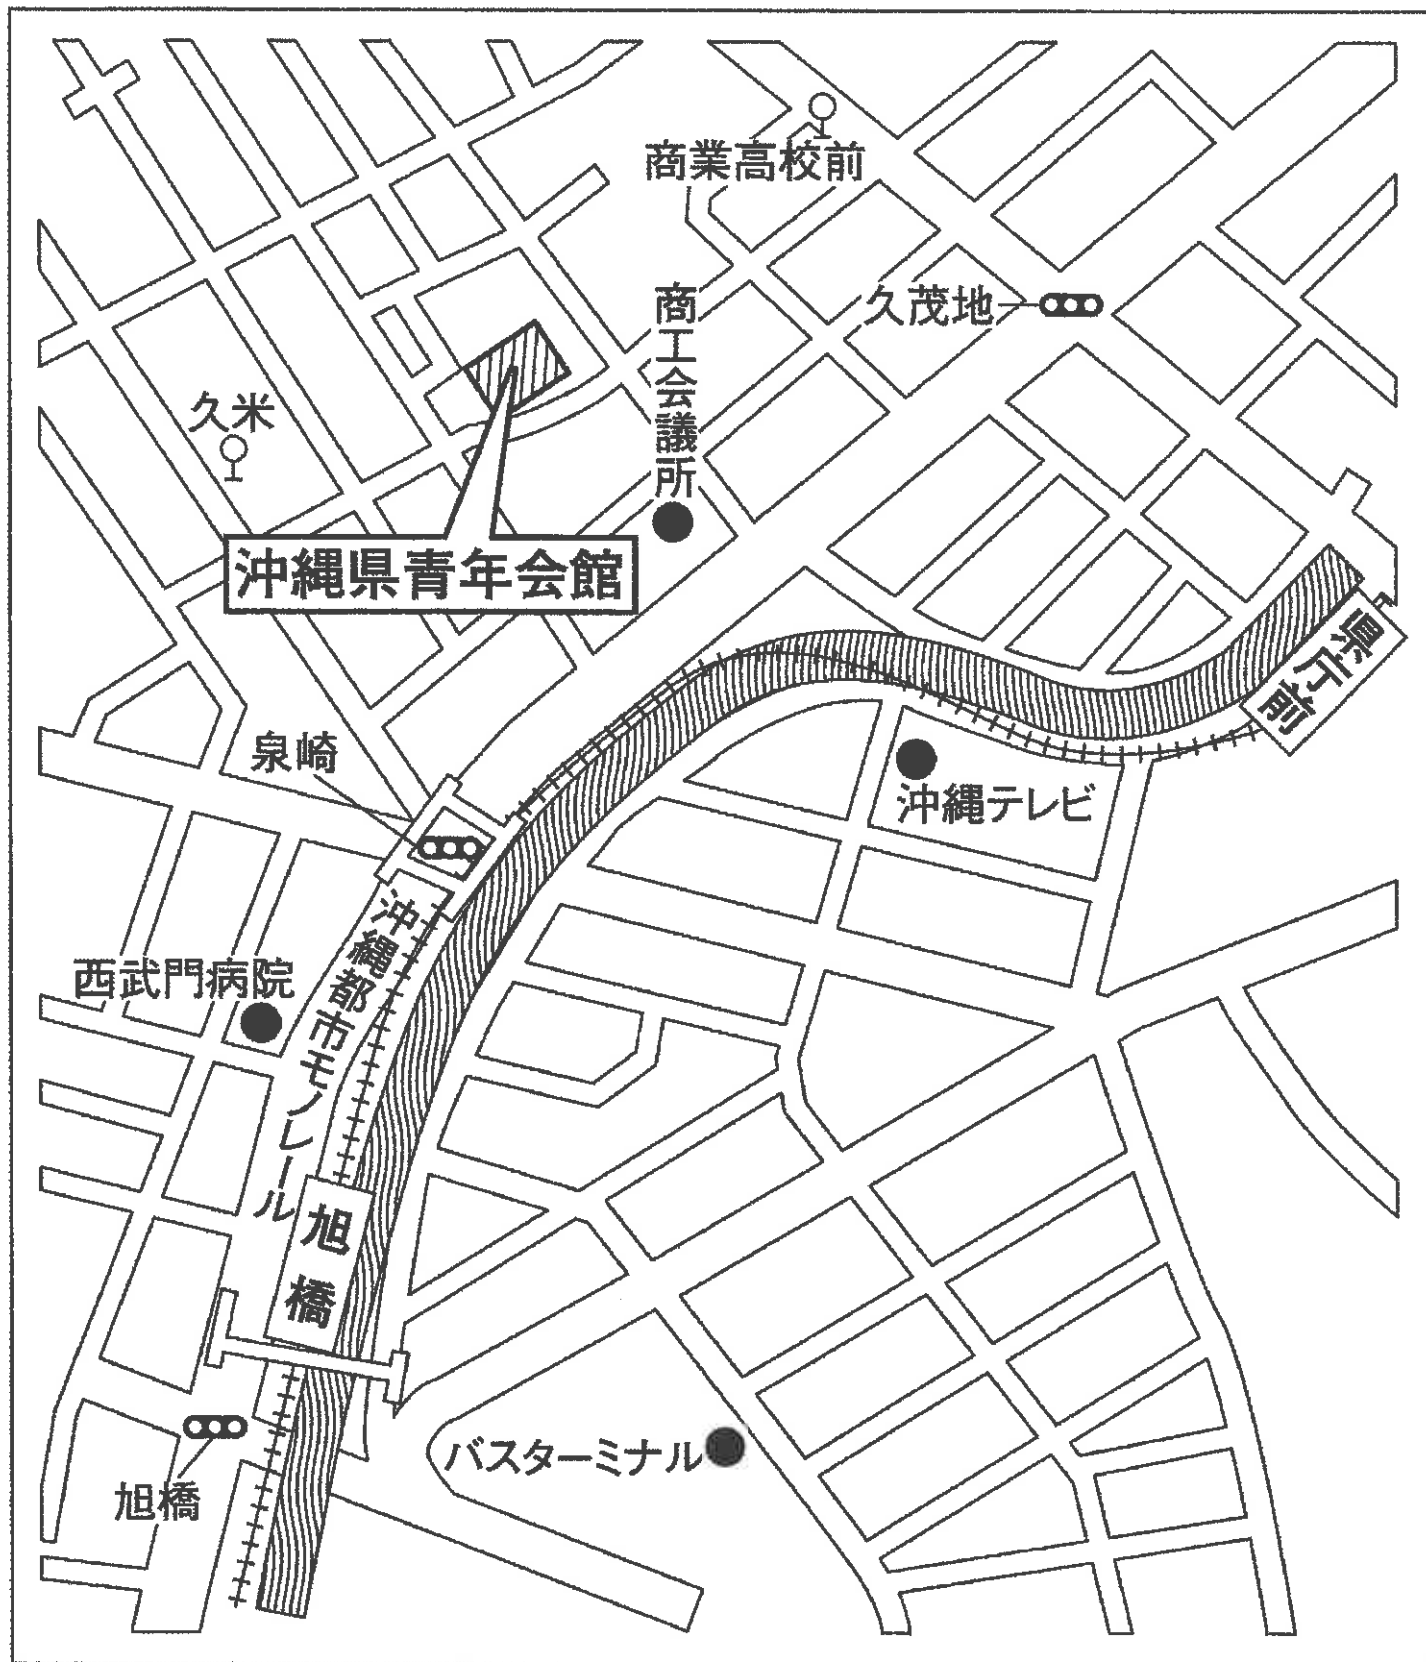 商業高校前
久茂地
商工会議所
久米
沖縄県青年会館
県庁前
泉崎
沖縄テレビ
沖縄都市モノレール
西武門病院
旭橋
バスターミナル
旭橋